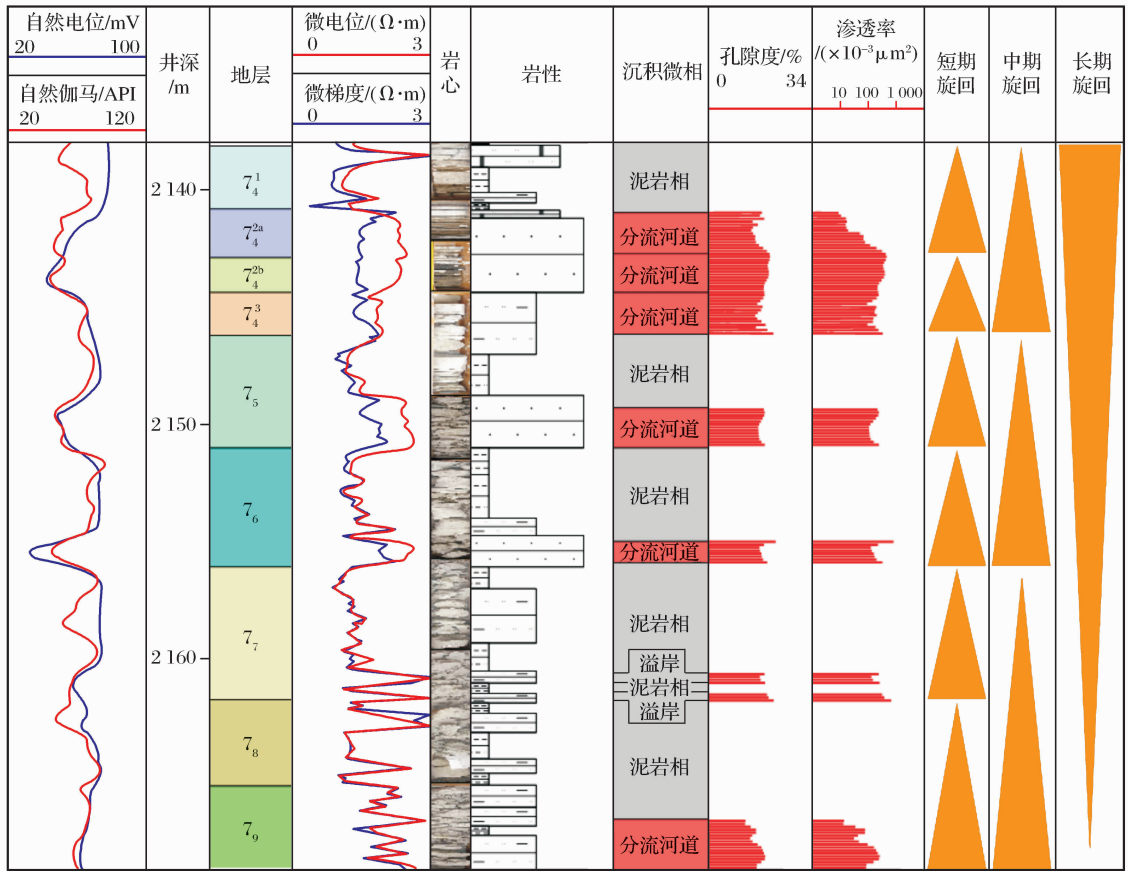 自然电位/mV
20 100
自然伽马/API
20 120
井深
/m
地层
微电位/(Ω·m)
0 3
微梯度/(Ω·m)
0 3
岩
心
岩性
沉积微相
孔隙度/%
0 34
渗透率
/(×10⁻³μm²)
10 100 1 000
短期
旋回
中期
旋回
长期
旋回
2 140
2 150
2 160
7₄¹
7₄²ᵃ
7₄²ᵇ
7₄³
7₅
7₆
7₇
7₈
7₉
泥岩相
分流河道
分流河道
分流河道
泥岩相
分流河道
泥岩相
分流河道
泥岩相
溢岸
泥岩相
溢岸
泥岩相
分流河道